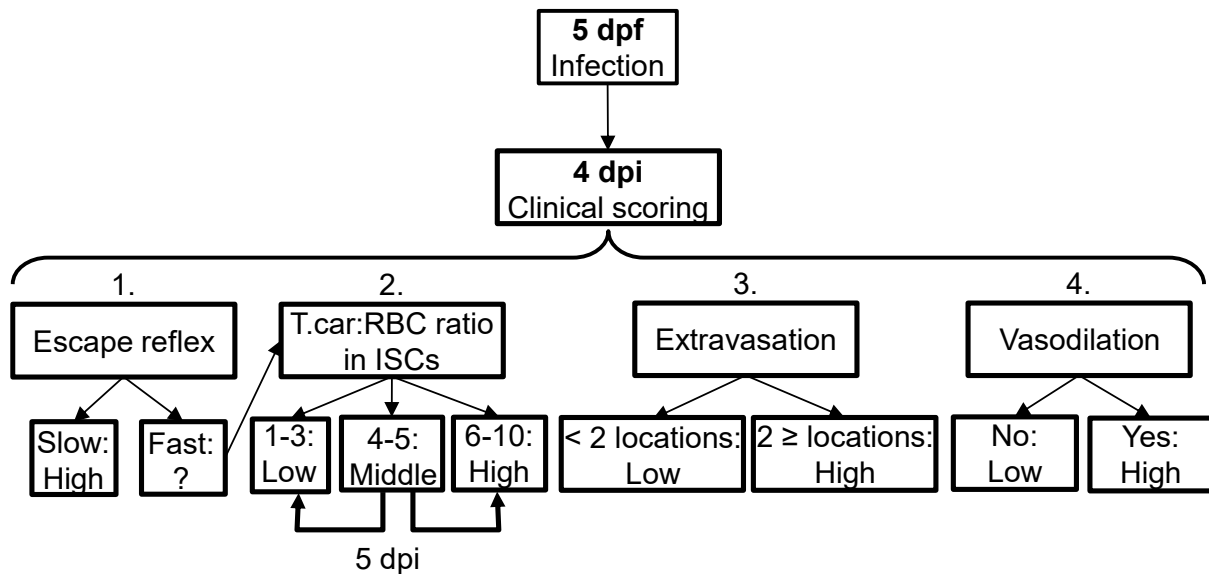 5 dpf
Infection
4 dpi
Clinical scoring
1.
Escape reflex
Slow:
High
Fast:
?
2.
T.car:RBC ratio
in ISCs
1-3:
Low
4-5:
Middle
6-10:
High
5 dpi
3.
Extravasation
< 2 locations:
Low
2 ≥ locations:
High
4.
Vasodilation
No:
Low
Yes:
High